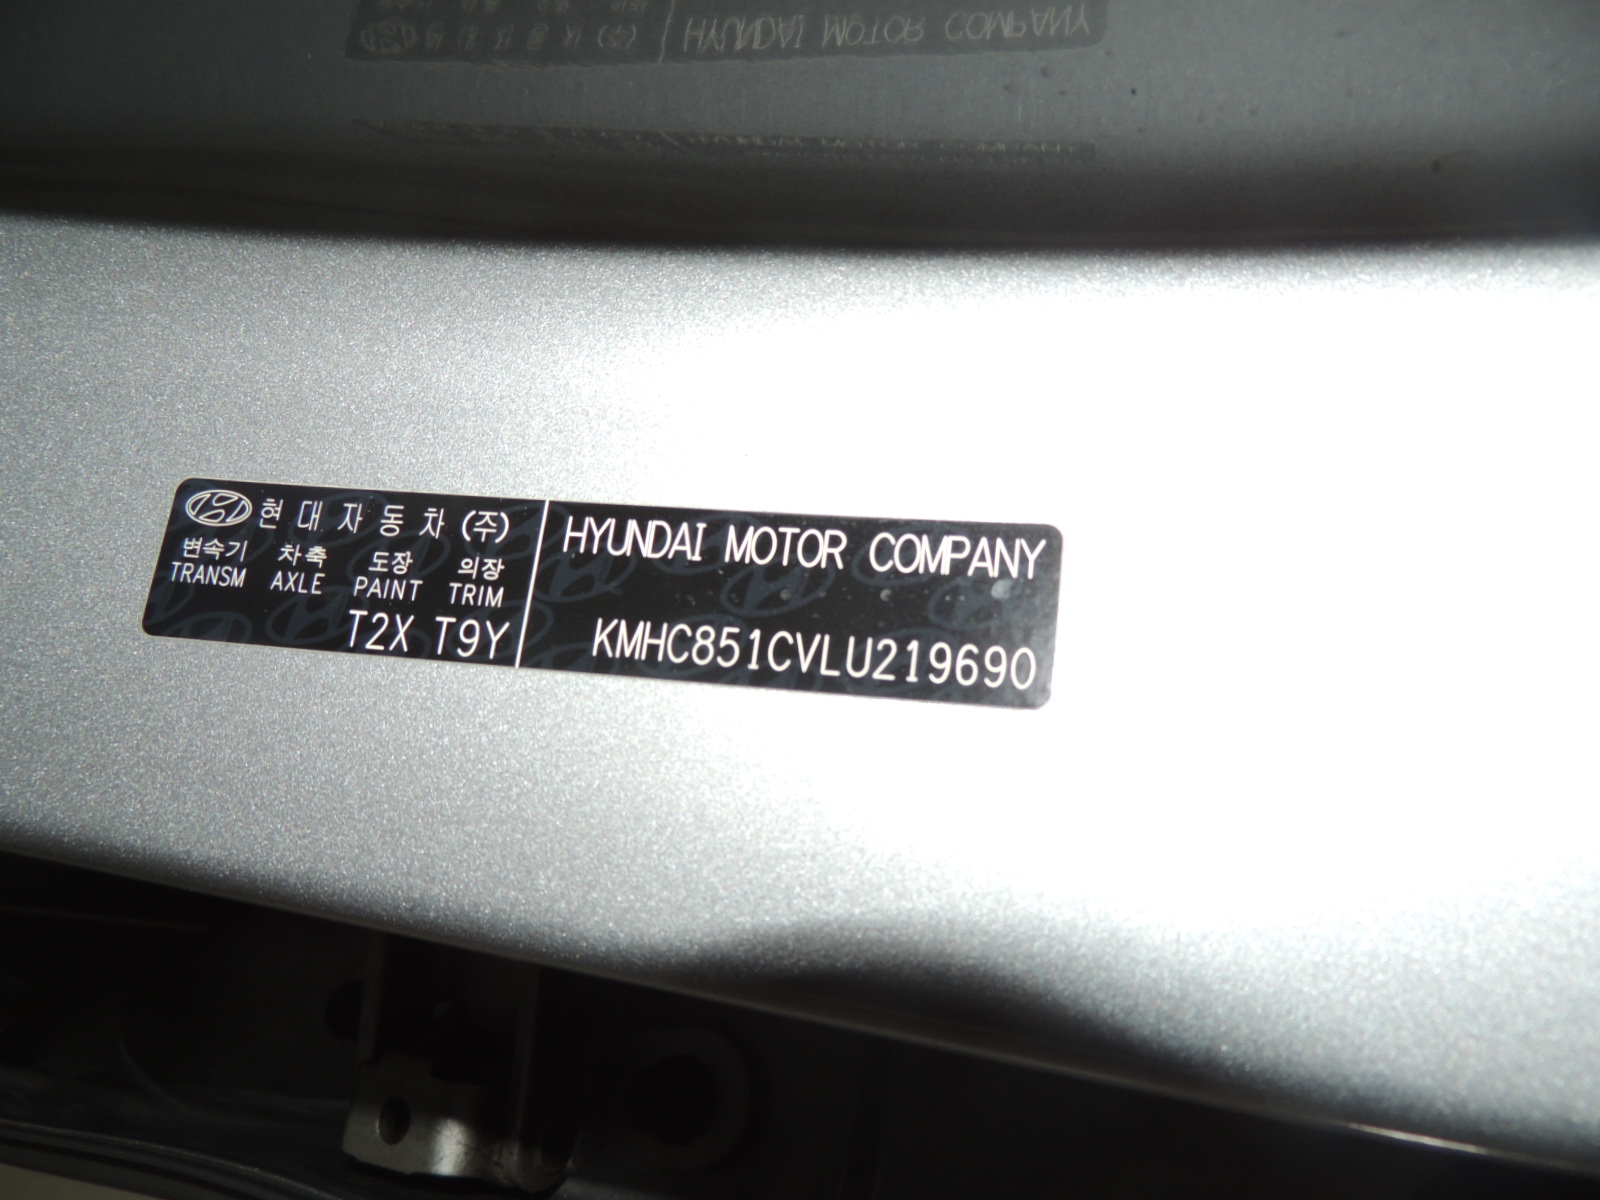 현대자동차(주)
변속기 차축 도장 의장
TRANSM AXLE PAINT TRIM
T2X T9Y
HYUNDAI MOTOR COMPANY
KMHC851CVLU219690